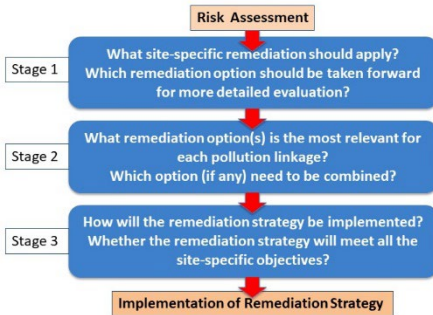 Risk Assessment
Stage 1
What site-specific remediation should apply?
Which remediation option should be taken forward
for more detailed evaluation?
Stage 2
What remediation option(s) is the most relevant for
each pollution linkage?
Which option (if any) need to be combined?
Stage 3
How will the remediation strategy be implemented?
Whether the remediation strategy will meet all the
site-specific objectives?
Implementation of Remediation Strategy